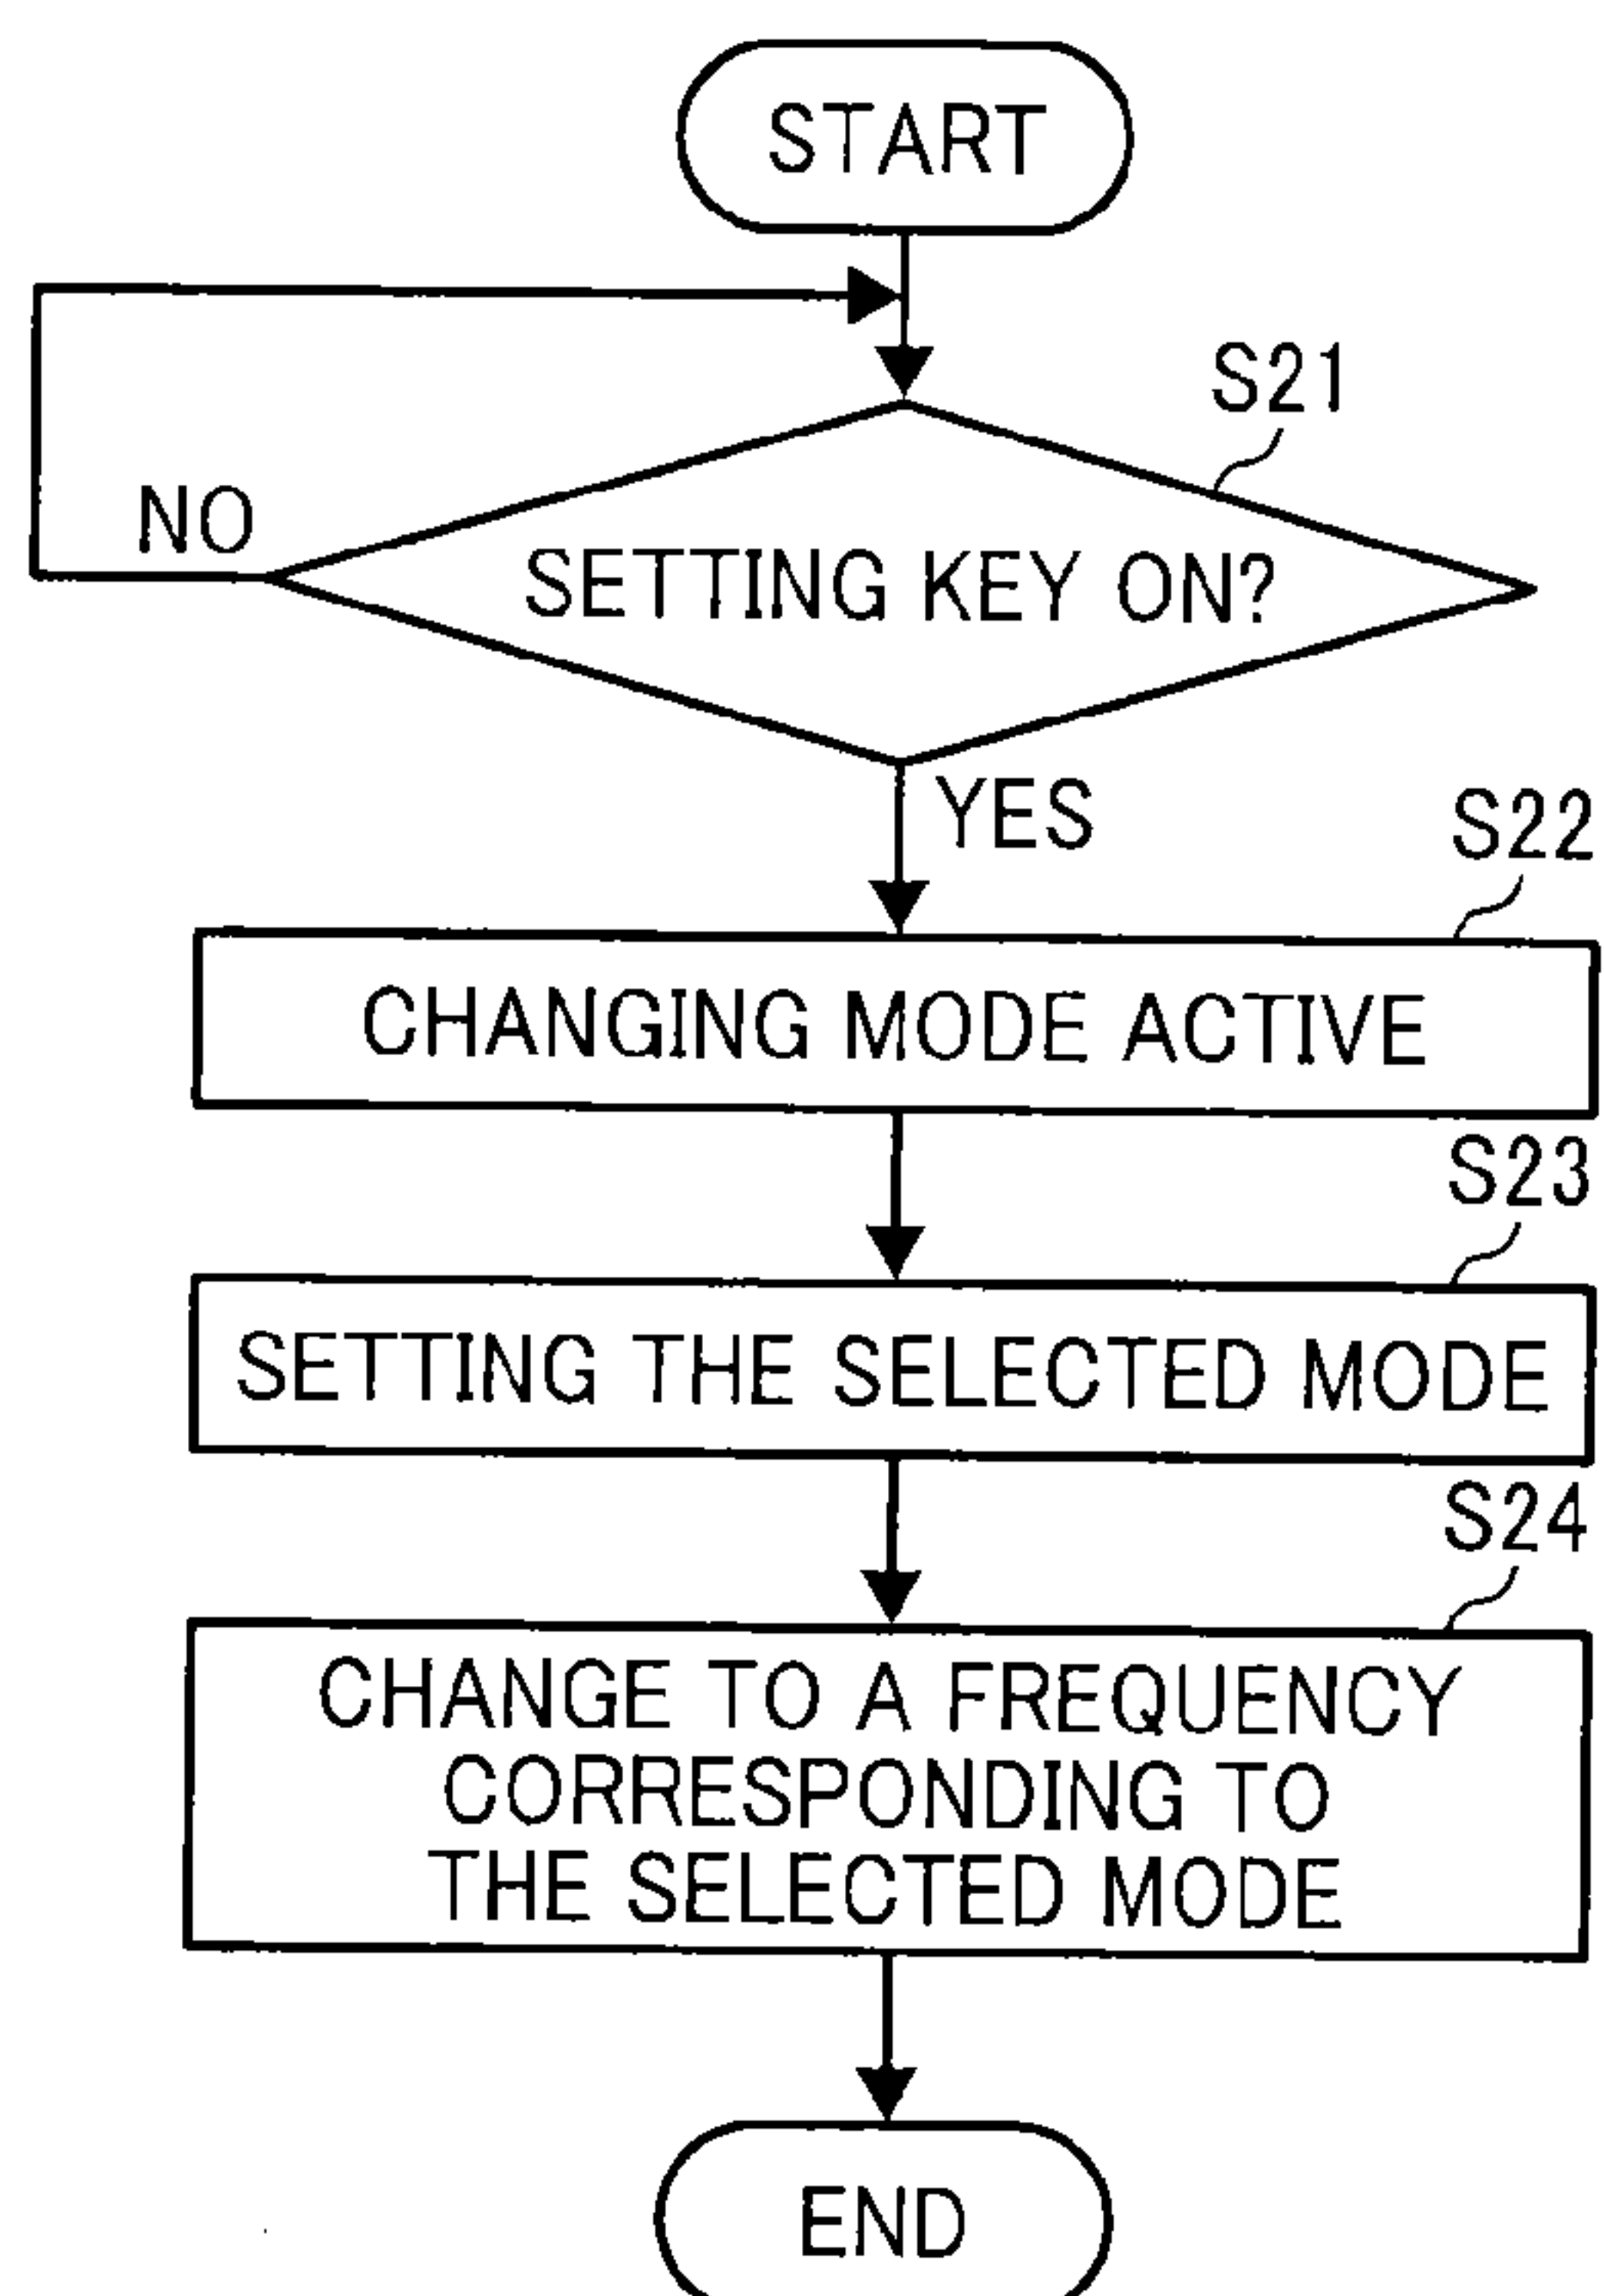 START
S21
NO
SETTING KEY ON?
YES
S22
CHANGING MODE ACTIVE
S23
SETTING THE SELECTED MODE
S24
CHANGE TO A FREQUENCY
CORRESPONDING TO
THE SELECTED MODE
END